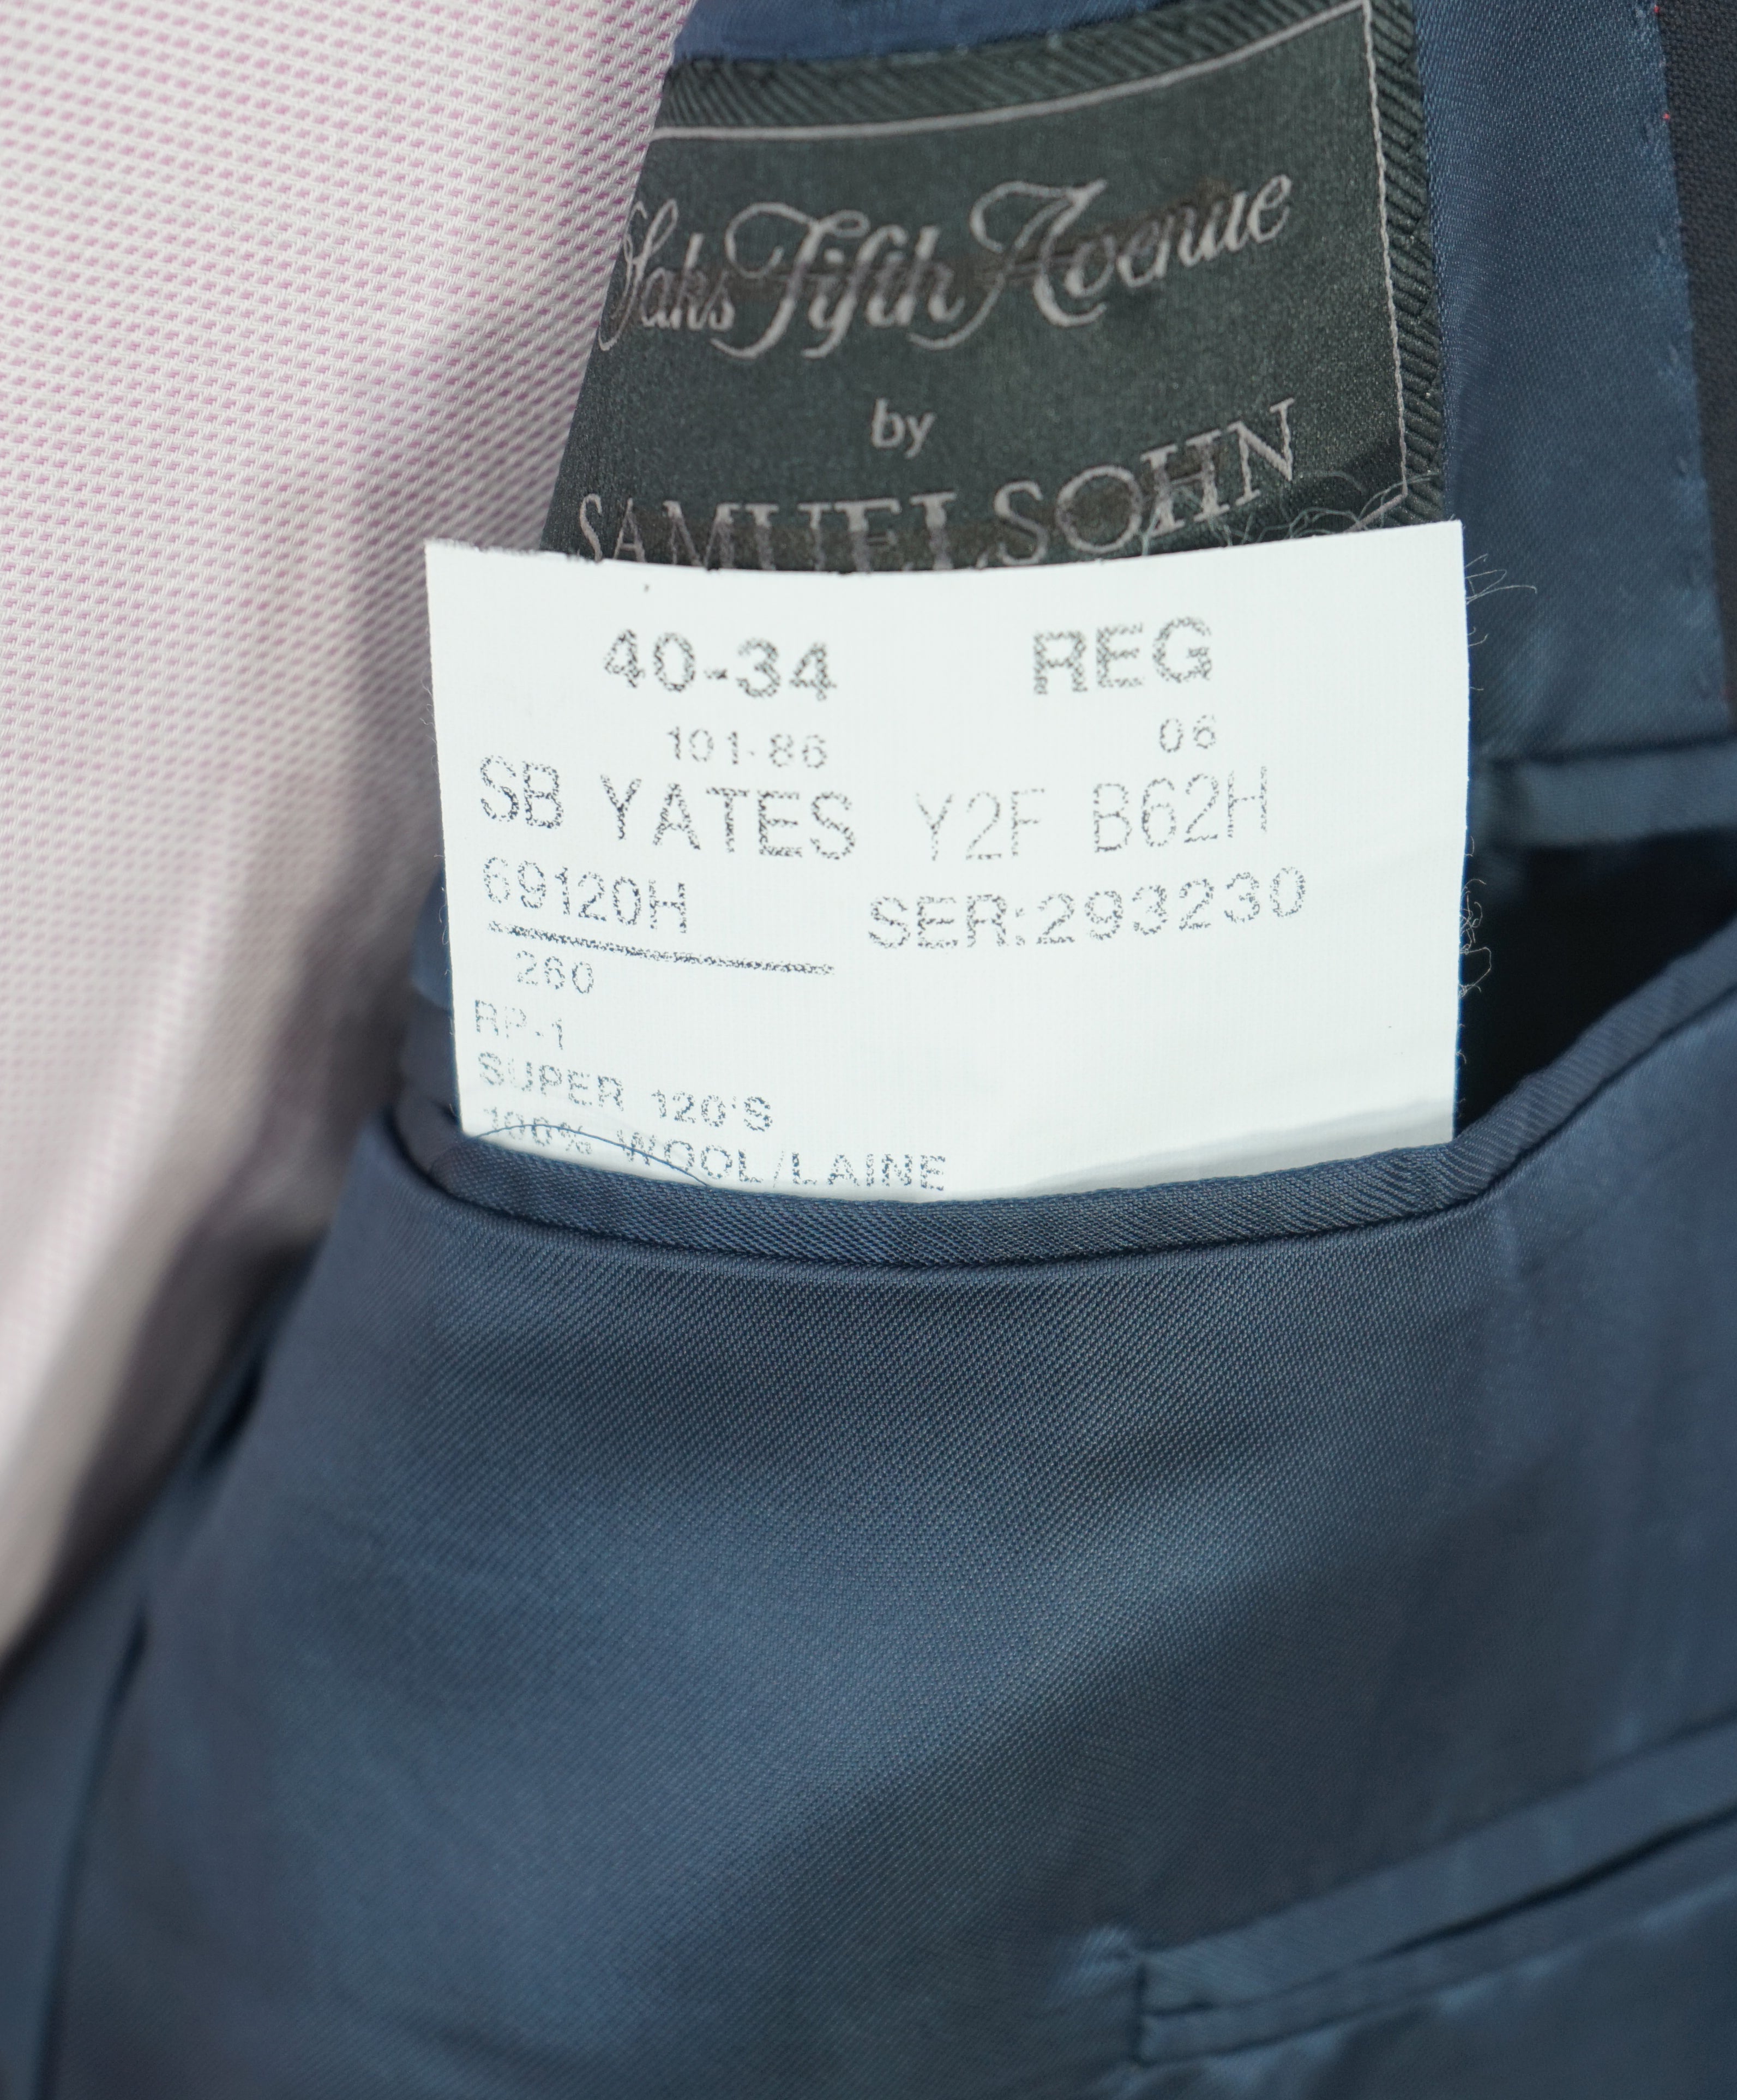 Saks Fifth Avenue
by
SAMUELSOHN
40-34 REG
101-86 06
SB YATES Y2F B62H
69120H SER:293230
260
RP-1
SUPER 120'S
100% WOOL/LAINE